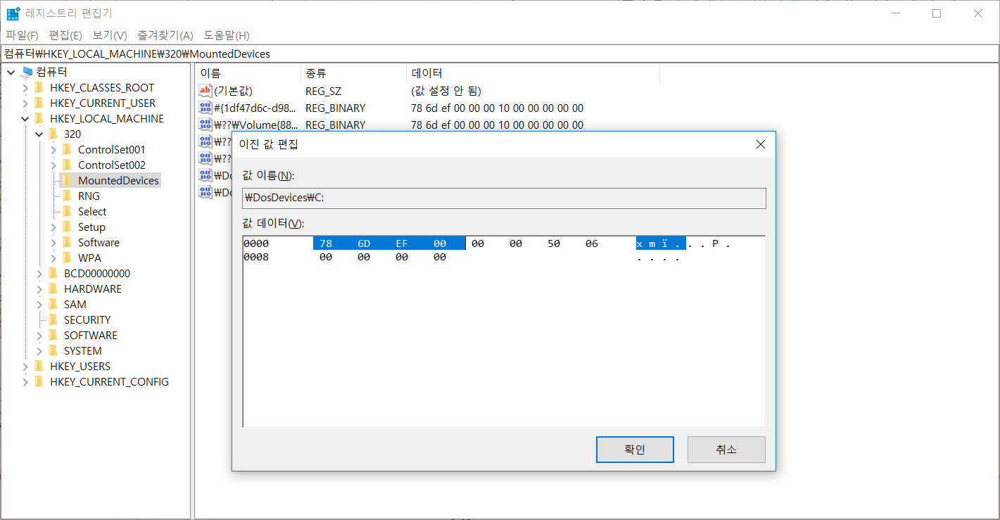 레지스트리 편집기
파일(F) 편집(E) 보기(V) 즐겨찾기(A) 도움말(H)
컴퓨터₩HKEY_LOCAL_MACHINE₩320₩MountedDevices
컴퓨터
HKEY_CLASSES_ROOT
HKEY_CURRENT_USER
HKEY_LOCAL_MACHINE
320
ControlSet001
ControlSet002
MountedDevices
RNG
Select
Setup
Software
WPA
BCD00000000
HARDWARE
SAM
SECURITY
SOFTWARE
SYSTEM
HKEY_USERS
HKEY_CURRENT_CONFIG
이름 종류 데이터
(기본값) REG_SZ (값 설정 안 됨)
#{1df47d6c-d98... REG_BINARY 78 6d ef 00 00 00 10 00 00 00 00 00
₩??₩Volume{88... REG_BINARY 78 6d ef 00 00 00 10 00 00 00 00 00
₩??
₩??
₩Do
₩Do
이진 값 편집
값 이름(N):
₩DosDevices₩C:
값 데이터(V):
0000 78 6D EF 00 00 00 50 06 x m ï . . . P .
0008 00 00 00 00 . . . .
확인 취소